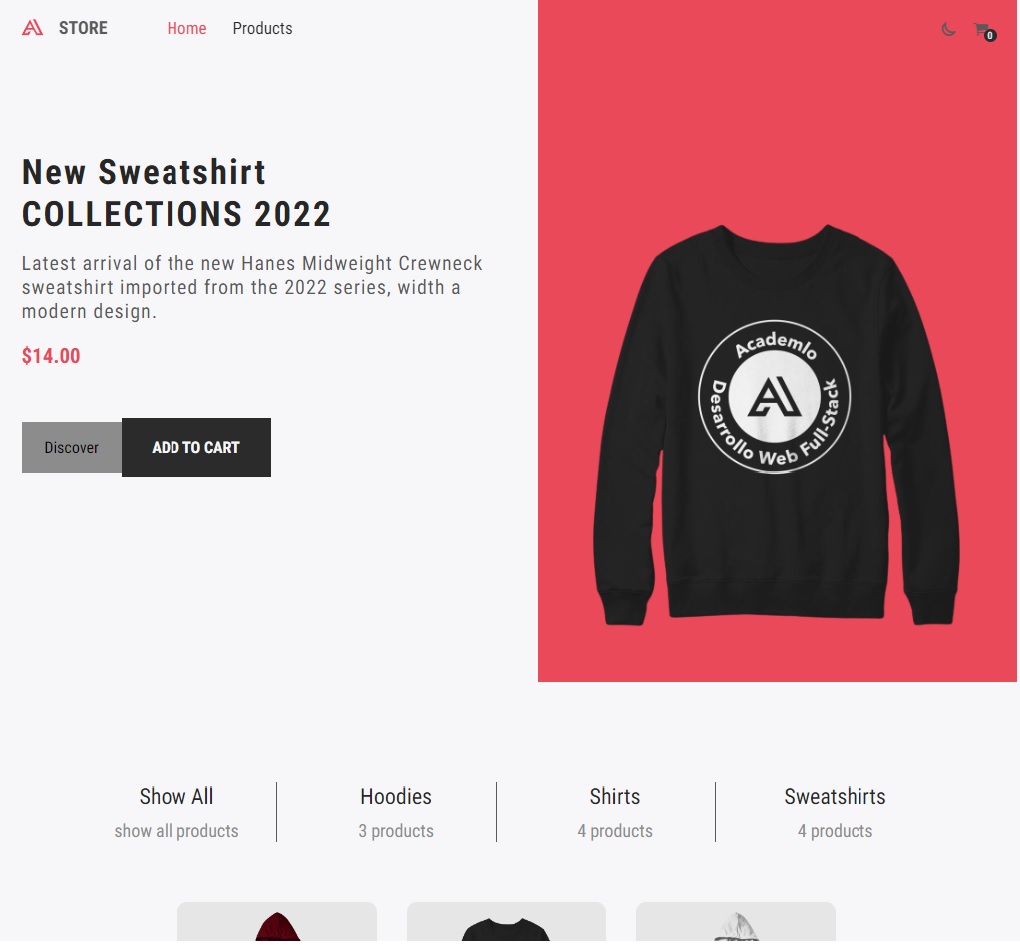 STORE
Home
Products
0
New Sweatshirt
COLLECTIONS 2022
Latest arrival of the new Hanes Midweight Crewneck
sweatshirt imported from the 2022 series, width a
modern design.
$14.00
Discover
ADD TO CART
Academlo
Desarrollo Web Full-Stack
Show All
show all products
Hoodies
3 products
Shirts
4 products
Sweatshirts
4 products